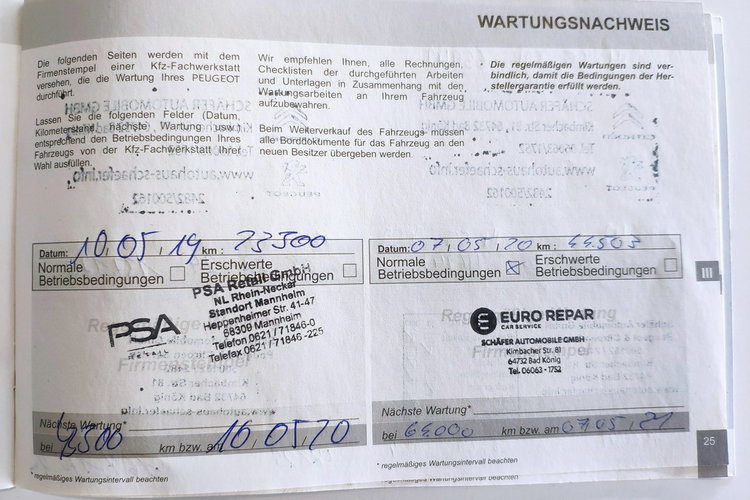 WARTUNGSNACHWEIS
Die folgenden Seiten werden mit dem
Firmenstempel einer Kfz-Fachwerkstatt
versehen, die die Wartung Ihres PEUGEOT
durchführt.
Lassen Sie die folgenden Felder (Datum,
Kilometerstand, nächste Wartung usw.)
entsprechend den Betriebsbedingungen Ihres
Fahrzeugs von der Kfz-Fachwerkstatt Ihrer
Wahl ausfüllen.
Wir empfehlen Ihnen, alle Rechnungen,
Checklisten der durchgeführten Arbeiten
und Unterlagen in Zusammenhang mit den
Wartungsarbeiten an Ihrem Fahrzeug
aufzubewahren.
Beim Weiterverkauf des Fahrzeugs müssen
alle Borddokumente für das Fahrzeug an den
neuen Besitzer übergeben werden.
Die regelmäßigen Wartungen sind ver-
bindlich, damit die Bedingungen der Her-
stellergarantie erfüllt werden.
Datum: 10,05,19 km: 23500
Normale
Betriebsbedingungen
Erschwerte
Betriebsbedingungen
PSA Retail GmbH
NL Rhein-Neckar
Standort Mannheim
Heppenheimer Str. 41-47
68309 Mannheim
Telefon 0621 / 71846-0
Telefax 0621 / 71846-225
PSA
Nächste Wartung*
bei 48500 km bzw. am 10,05,20
* regelmäßiges Wartungsintervall beachten
Datum: 07,05,20 km: 44503
Normale
Betriebsbedingungen
Erschwerte
Betriebsbedingungen
EURO REPAR
CAR SERVICE
SCHÄFER AUTOMOBILE GMBH
Kimbacher Str. 81
64732 Bad König
Tel. 06063 - 1752
Nächste Wartung*
bei 64000 km bzw. am 07,05,21
* regelmäßiges Wartungsintervall beachten
III
25